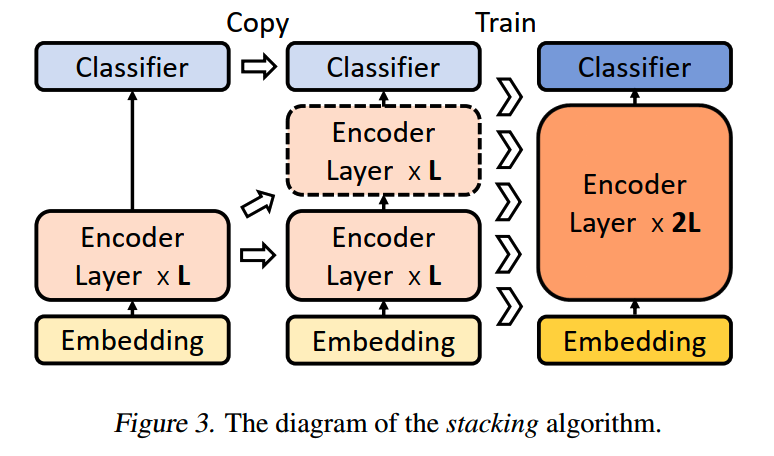 Copy Train
Classifier Classifier Classifier
Encoder
Layer x L
Encoder
Layer x 2L
Encoder
Layer x L
Encoder
Layer x L
Embedding Embedding Embedding
Figure 3. The diagram of the stacking algorithm.